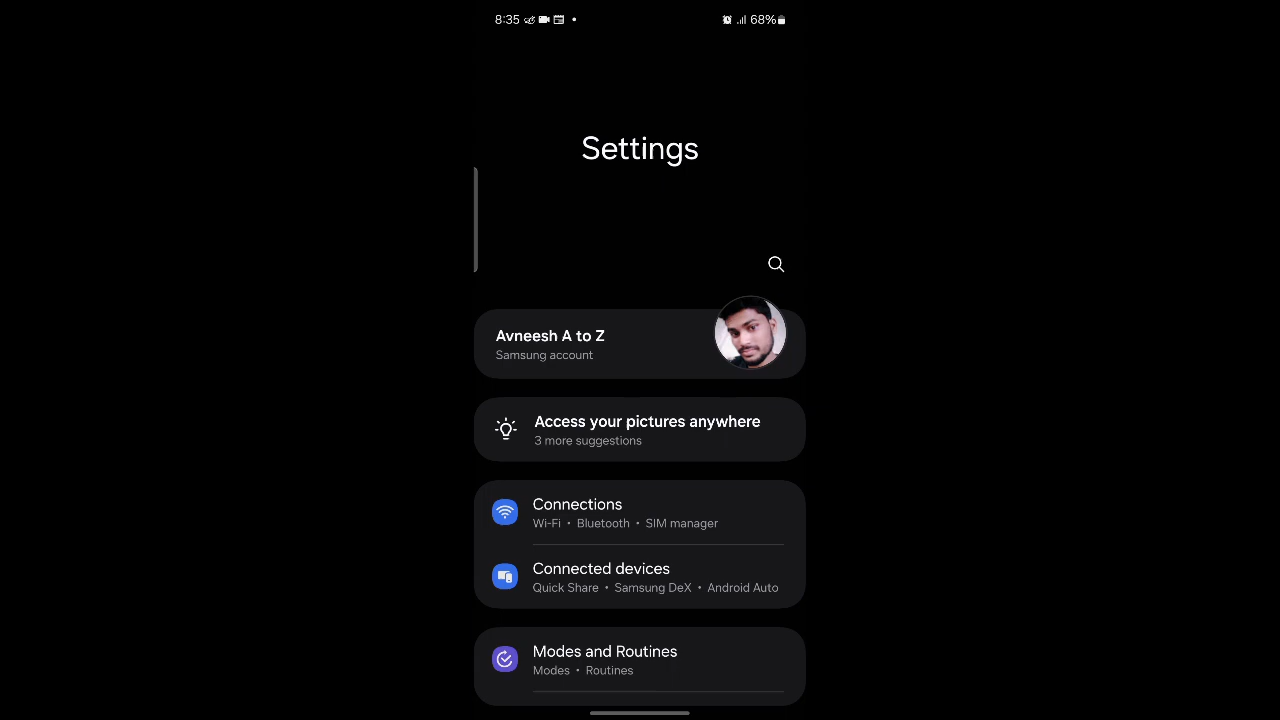 8:35 68%
Settings
Avneesh A to Z
Samsung account
Access your pictures anywhere
3 more suggestions
Connections
Wi-Fi • Bluetooth • SIM manager
Connected devices
Quick Share • Samsung DeX • Android Auto
Modes and Routines
Modes • Routines